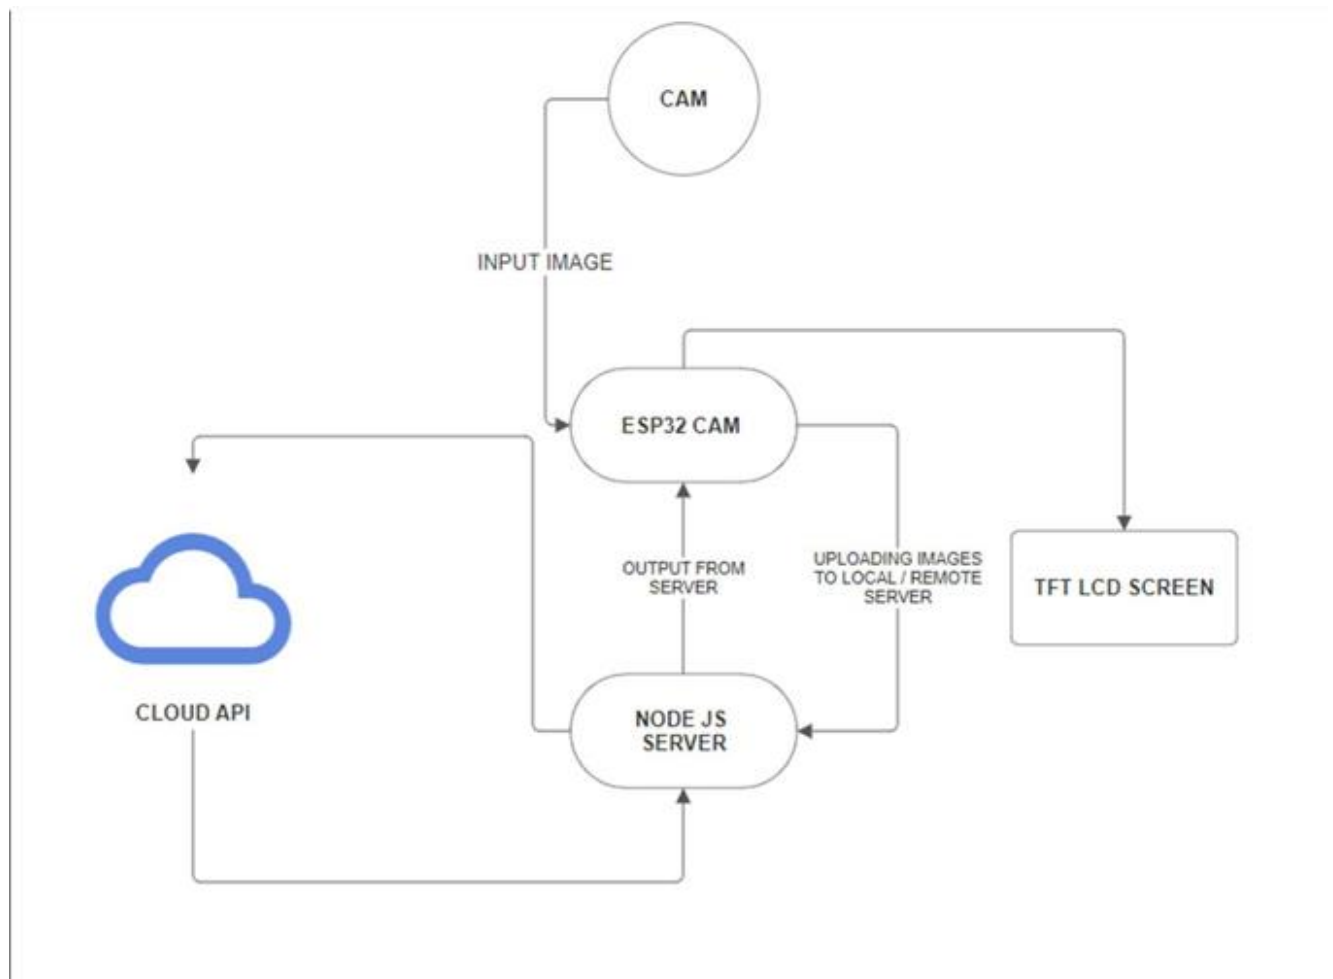 CAM
INPUT IMAGE
ESP32 CAM
OUTPUT FROM
SERVER
UPLOADING IMAGES
TO LOCAL / REMOTE
SERVER
TFT LCD SCREEN
CLOUD API
NODE JS
SERVER